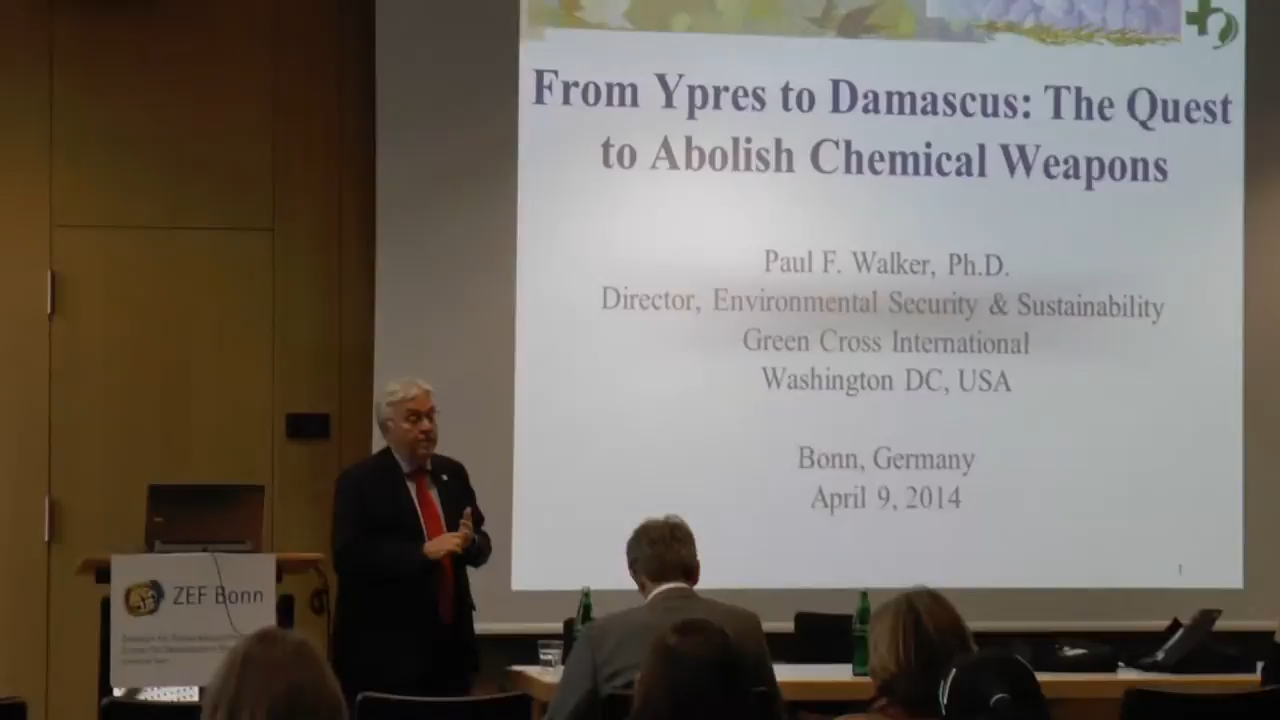 From Ypres to Damascus: The Quest
to Abolish Chemical Weapons
Paul F. Walker, Ph.D.
Director, Environmental Security & Sustainability
Green Cross International
Washington DC, USA
Bonn, Germany
April 9, 2014
1
ZEF Bonn